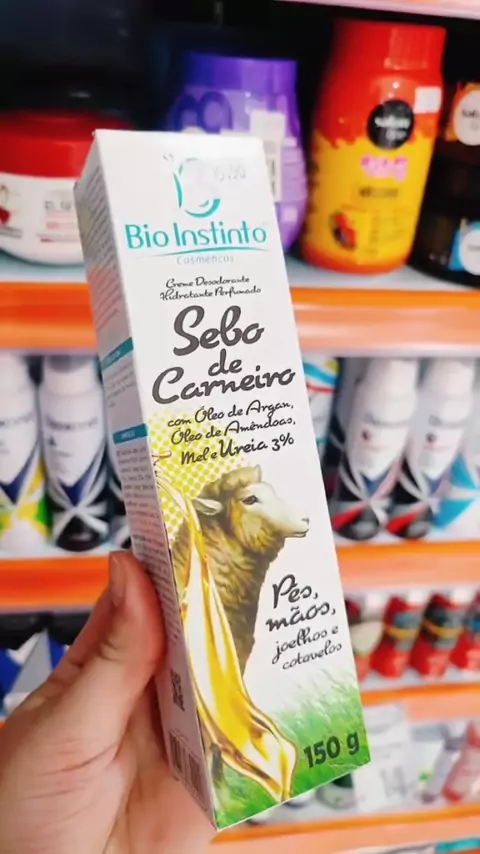 Bio Instinto
Cosméticos
Creme Desodorante
Hidratante Perfumado
Sebo
de
Carneiro
com Óleo de Argan,
Óleo de Amêndoas,
Mel e Ureia 3%
Pés,
mãos,
joelhos e
cotovelos
150 g